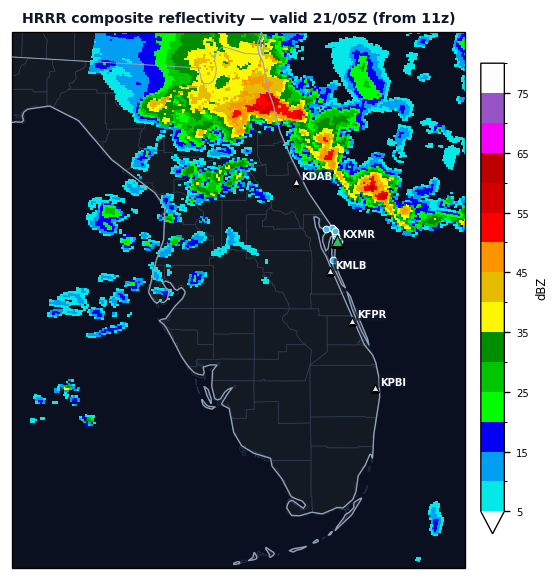 HRRR composite reflectivity — valid 21/05Z (from 11z)
KDAB
KXMR
KMLB
KFPR
KPBI
75
65
55
45
35
25
15
5
dBZ